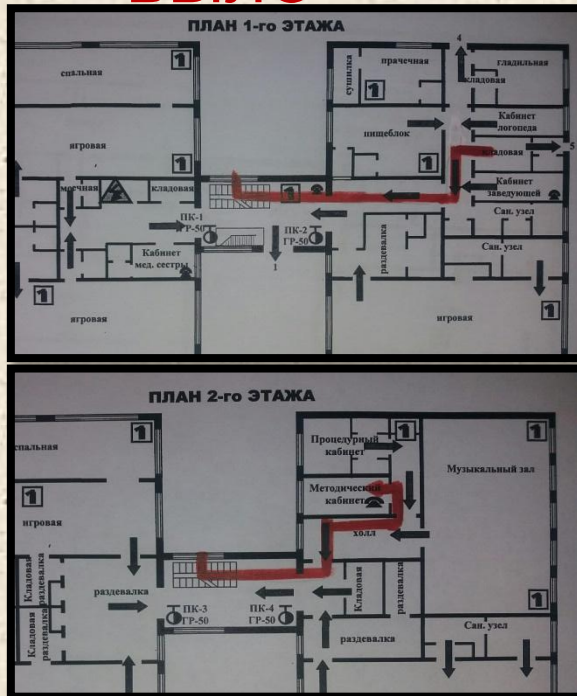 БЫЛО
ПЛАН 1-го ЭТАЖА
спальная
сушилка
прачечная
4
гладильная
кладовая
Кабинет
логопеда
пищеблок
игровая
кладовая
5
моечная
кладовая
Кабинет
заведующей
ПК-1
ГР-50
ПК-2
ГР-50
Сан. узел
Сан. узел
Кабинет
мед. сестры
1
раздевалка
игровая
игровая
ПЛАН 2-го ЭТАЖА
спальная
Процедурный
кабинет
Музыкальный зал
Методический
кабинет
игровая
холл
Кладовая
раздевалка
раздевалка
Кладовая
раздевалка
ПК-3
ГР-50
ПК-4
ГР-50
Кладовая
раздевалка
раздевалка
Сан. узел